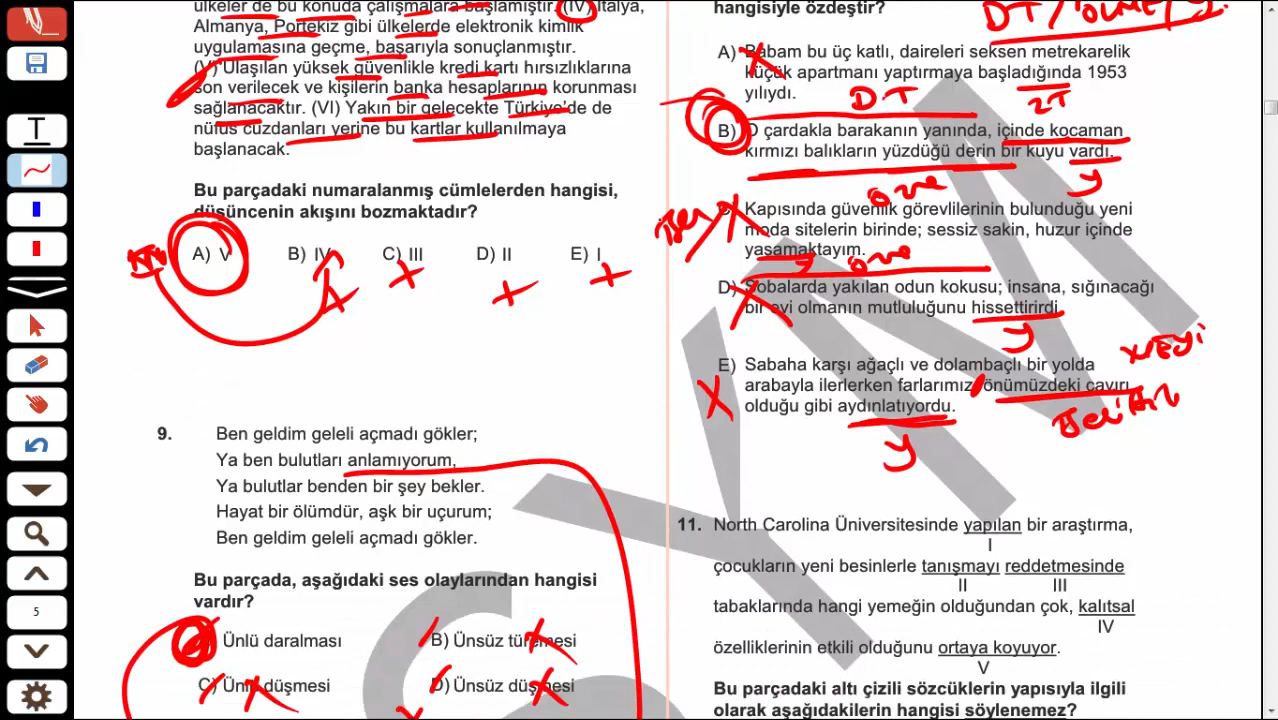 ülkeler de bu konuda çalışmalara başlamıştır. (IV) İtalya,
Almanya, Portekiz gibi ülkelerde elektronik kimlik
uygulamasına geçme, başarıyla sonuçlanmıştır.
(V) Ulaşılan yüksek güvenlikle kredi kartı hırsızlıklarına
son verilecek ve kişilerin banka hesaplarının korunması
sağlanacaktır. (VI) Yakın bir gelecekte Türkiye'de de
nüfus cüzdanları yerine bu kartlar kullanılmaya
başlanacak.
Bu parçadaki numaralanmış cümlelerden hangisi,
düşüncenin akışını bozmaktadır?
A) V B) IV C) III D) II E) I
9. Ben geldim geleli açmadı gökler;
Ya ben bulutları anlamıyorum,
Ya bulutlar benden bir şey bekler.
Hayat bir ölümdür, aşk bir uçurum;
Ben geldim geleli açmadı gökler.
Bu parçada, aşağıdaki ses olaylarından hangisi
vardır?
Ünlü daralması B) Ünsüz türemesi
C) Ünlü düşmesi D) Ünsüz düşmesi
hangisiyle özdeştir?
DT / özne / y.
A) Babam bu üç katlı, daireleri seksen metrekarelik
küçük apartmanı yaptırmaya başladığında 1953
yılıydı.
ZT
DT
B) O çardakla barakanın yanında, içinde kocaman
kırmızı balıkların yüzdüğü derin bir kuyu vardı.
özne y
C) Kapısında güvenlik görevlilerinin bulunduğu yeni
moda sitelerin birinde; sessiz sakin, huzur içinde
yaşamaktayım.
y özne
D) Sobalarda yakılan odun kokusu; insana, sığınacağı
bir evi olmanın mutluluğunu hissettirirdi.
y
E) Sabaha karşı ağaçlı ve dolambaçlı bir yolda
arabayla ilerlerken farlarımız, önümüzdeki çayırı
olduğu gibi aydınlatıyordu.
y
11. North Carolina Üniversitesinde yapılan bir araştırma,
I
çocukların yeni besinlerle tanışmayı reddetmesinde
II III
tabaklarında hangi yemeğin olduğundan çok, kalıtsal
IV
özelliklerinin etkili olduğunu ortaya koyuyor.
V
Bu parçadaki altı çizili sözcüklerin yapısıyla ilgili
olarak aşağıdakilerin hangisi söylenemez?
5